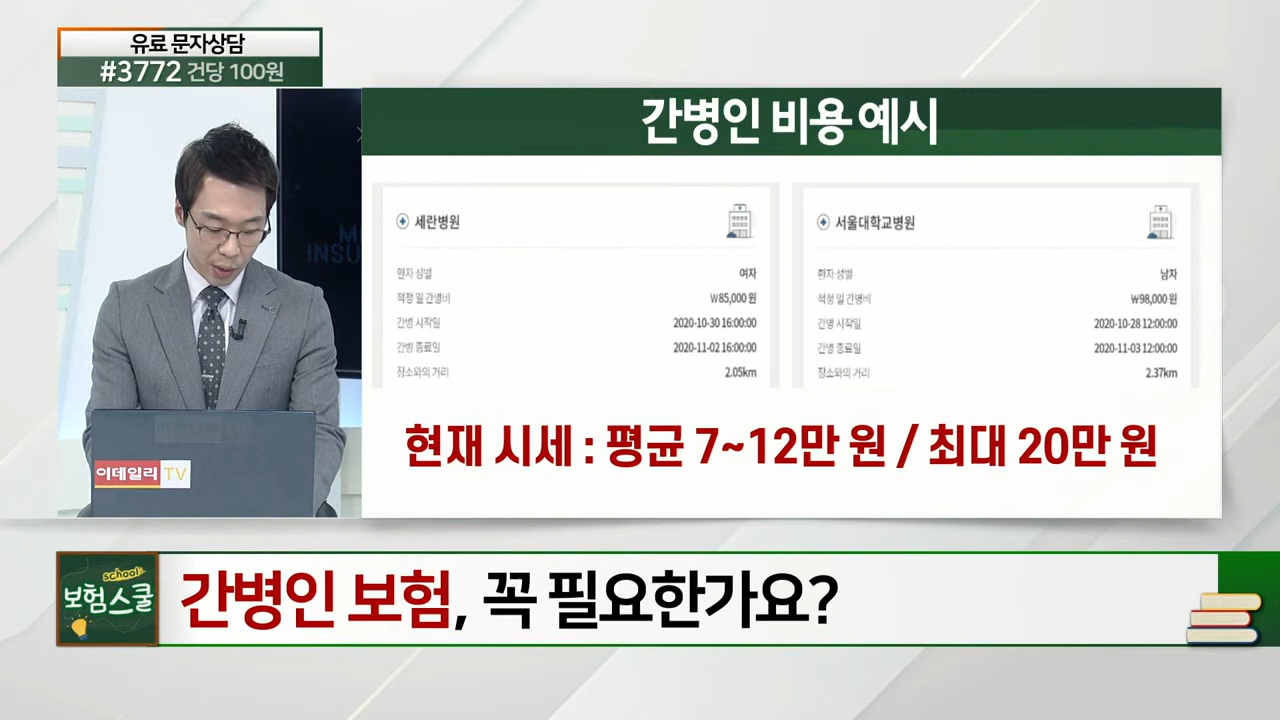 유료 문자상담
#3772 건당 100원
간병인 비용 예시
세란병원
환자 성별 여자
적정 일 간병비 ₩85,000 원
간병 시작일 2020-10-30 16:00:00
간병 종료일 2020-11-02 16:00:00
장소와의 거리 2.05km
서울대학교병원
환자 성별 남자
적정 일 간병비 ₩98,000 원
간병 시작일 2020-10-28 12:00:00
간병 종료일 2020-11-03 12:00:00
장소와의 거리 2.37km
현재 시세 : 평균 7~12만 원 / 최대 20만 원
이데일리 TV
school
보험스쿨
간병인 보험, 꼭 필요한가요?